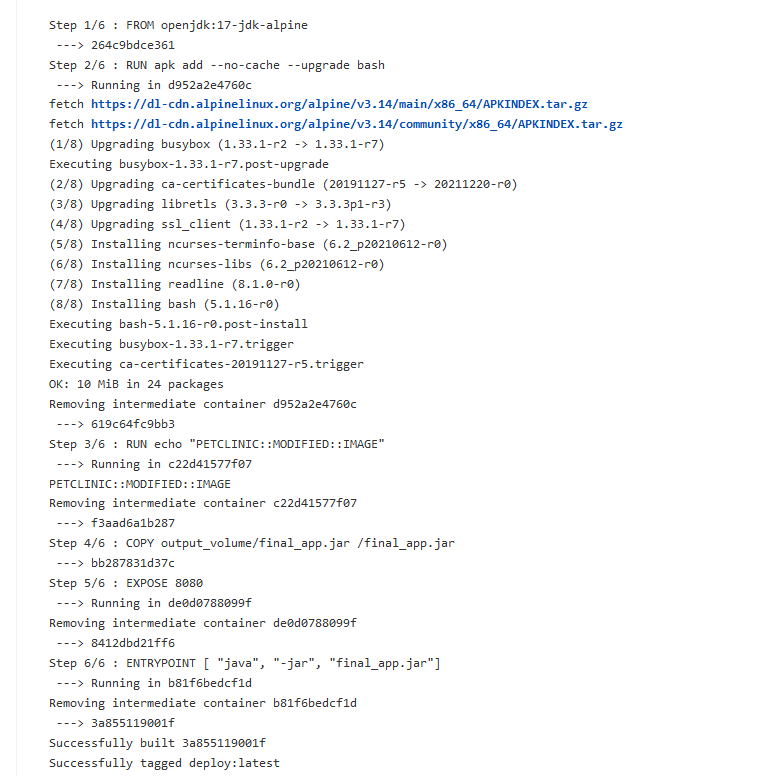 Step 1/6 : FROM openjdk:17-jdk-alpine
---> 264c9bdce361
Step 2/6 : RUN apk add --no-cache --upgrade bash
---> Running in d952a2e4760c
fetch https://dl-cdn.alpinelinux.org/alpine/v3.14/main/x86_64/APKINDEX.tar.gz
fetch https://dl-cdn.alpinelinux.org/alpine/v3.14/community/x86_64/APKINDEX.tar.gz
(1/8) Upgrading busybox (1.33.1-r2 -> 1.33.1-r7)
Executing busybox-1.33.1-r7.post-upgrade
(2/8) Upgrading ca-certificates-bundle (20191127-r5 -> 20211220-r0)
(3/8) Upgrading libretls (3.3.3-r0 -> 3.3.3p1-r3)
(4/8) Upgrading ssl_client (1.33.1-r2 -> 1.33.1-r7)
(5/8) Installing ncurses-terminfo-base (6.2_p20210612-r0)
(6/8) Installing ncurses-libs (6.2_p20210612-r0)
(7/8) Installing readline (8.1.0-r0)
(8/8) Installing bash (5.1.16-r0)
Executing bash-5.1.16-r0.post-install
Executing busybox-1.33.1-r7.trigger
Executing ca-certificates-20191127-r5.trigger
OK: 10 MiB in 24 packages
Removing intermediate container d952a2e4760c
---> 619c64fc9bb3
Step 3/6 : RUN echo "PETCLINIC::MODIFIED::IMAGE"
---> Running in c22d41577f07
PETCLINIC::MODIFIED::IMAGE
Removing intermediate container c22d41577f07
---> f3aad6a1b287
Step 4/6 : COPY output_volume/final_app.jar /final_app.jar
---> bb287831d37c
Step 5/6 : EXPOSE 8080
---> Running in de0d0788099f
Removing intermediate container de0d0788099f
---> 8412dbd21ff6
Step 6/6 : ENTRYPOINT [ "java", "-jar", "final_app.jar"]
---> Running in b81f6bedcf1d
Removing intermediate container b81f6bedcf1d
---> 3a855119001f
Successfully built 3a855119001f
Successfully tagged deploy:latest